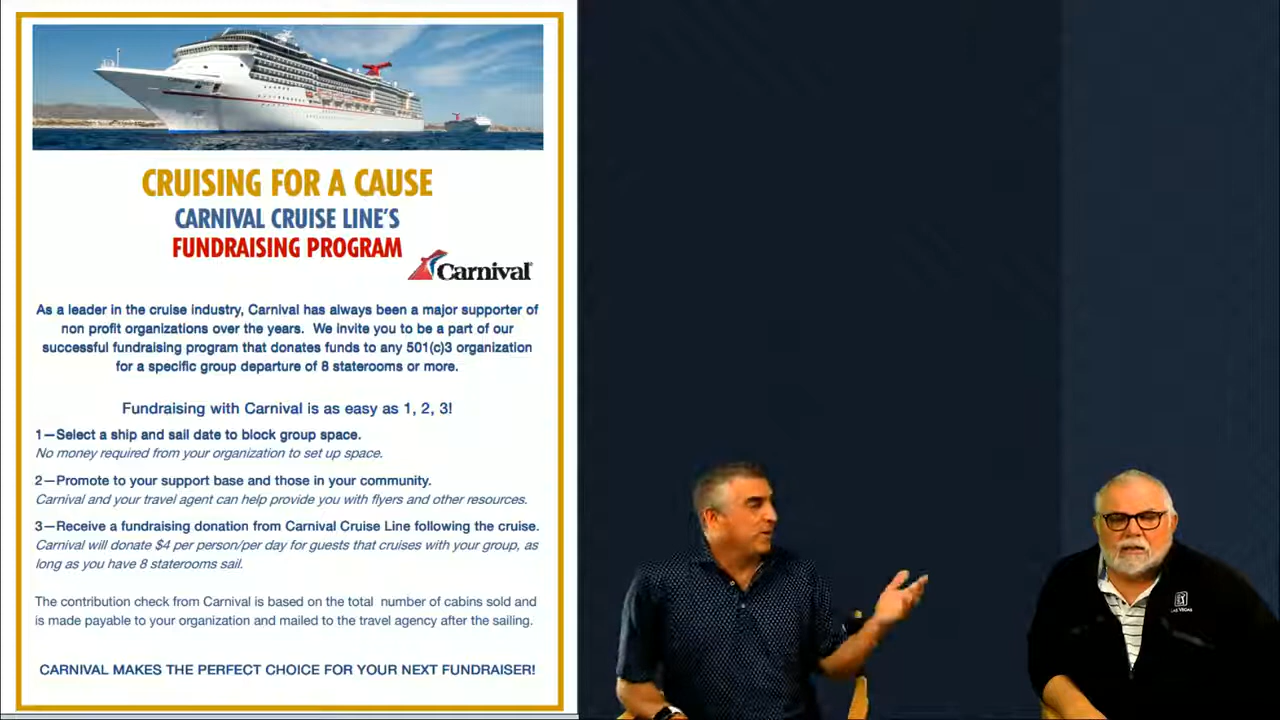 CRUISING FOR A CAUSE
CARNIVAL CRUISE LINE'S
FUNDRAISING PROGRAM
Carnival
As a leader in the cruise industry, Carnival has always been a major supporter of
non profit organizations over the years. We invite you to be a part of our
successful fundraising program that donates funds to any 501(c)3 organization
for a specific group departure of 8 staterooms or more.
Fundraising with Carnival is as easy as 1, 2, 3!
1—Select a ship and sail date to block group space.
No money required from your organization to set up space.
2—Promote to your support base and those in your community.
Carnival and your travel agent can help provide you with flyers and other resources.
3—Receive a fundraising donation from Carnival Cruise Line following the cruise.
Carnival will donate $4 per person/per day for guests that cruises with your group, as
long as you have 8 staterooms sail.
The contribution check from Carnival is based on the total number of cabins sold and
is made payable to your organization and mailed to the travel agency after the sailing.
CARNIVAL MAKES THE PERFECT CHOICE FOR YOUR NEXT FUNDRAISER!
LAS VEGAS